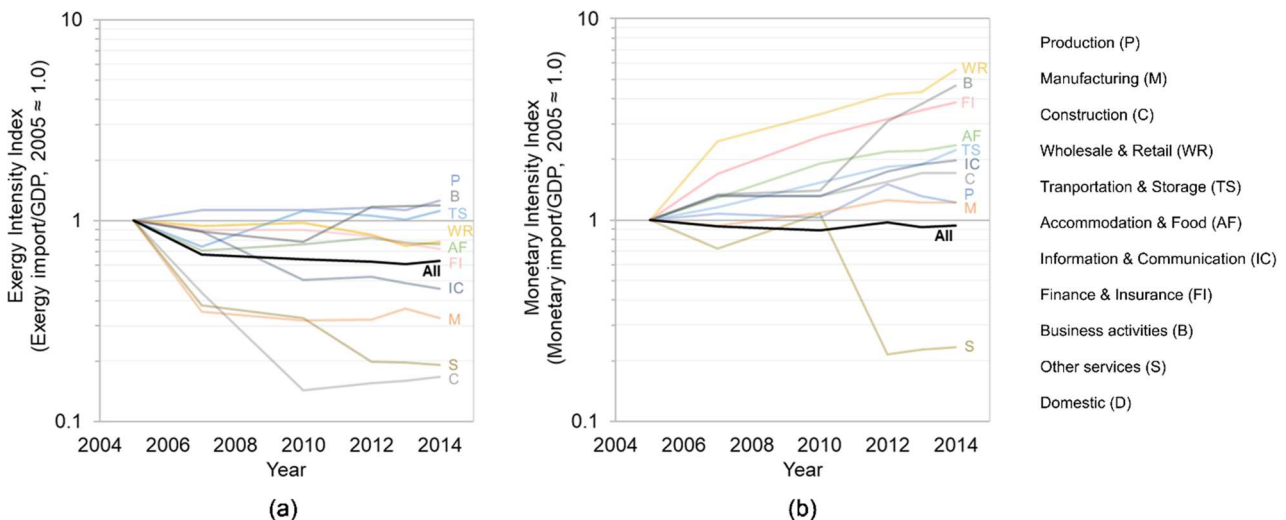 10
1
0.1
Exergy Intensity Index
(Exergy import/GDP, 2005 ≈ 1.0)
P
B
TS
WR
AF
FI
All
IC
M
S
C
2004 2006 2008 2010 2012 2014
Year
(a)
10
1
0.1
Monetary Intensity Index
(Monetary import/GDP, 2005 ≈ 1.0)
WR
B
FI
AF
TS
IC
C
P
M
All
S
2004 2006 2008 2010 2012 2014
Year
(b)
Production (P)
Manufacturing (M)
Construction (C)
Wholesale & Retail (WR)
Tranportation & Storage (TS)
Accommodation & Food (AF)
Information & Communication (IC)
Finance & Insurance (FI)
Business activities (B)
Other services (S)
Domestic (D)